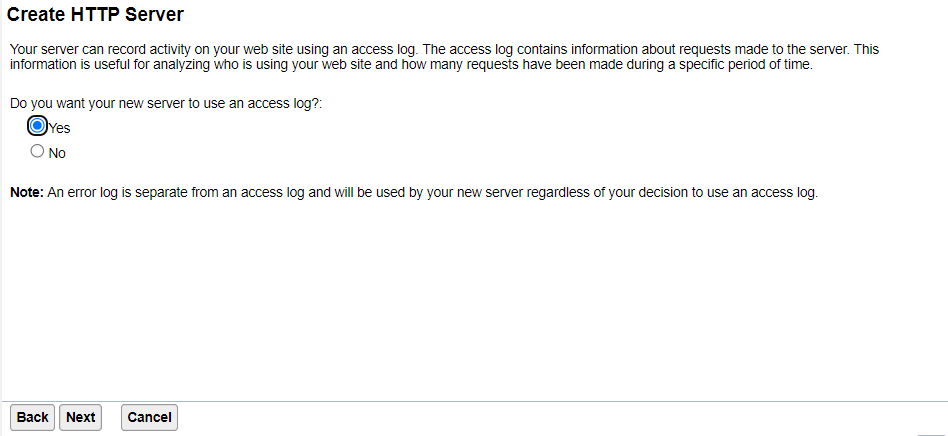 Create HTTP Server
Your server can record activity on your web site using an access log. The access log contains information about requests made to the server. This
information is useful for analyzing who is using your web site and how many requests have been made during a specific period of time.
Do you want your new server to use an access log?:
Yes
No
Note: An error log is separate from an access log and will be used by your new server regardless of your decision to use an access log.
Back Next Cancel